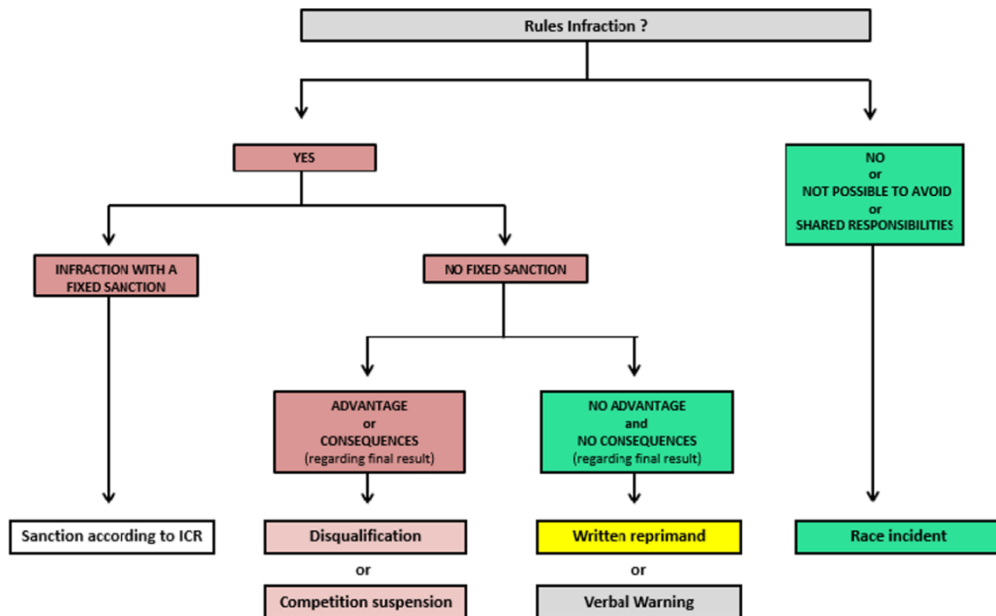 Rules Infraction ?
YES
NO
or
NOT POSSIBLE TO AVOID
or
SHARED RESPONSIBILITIES
INFRACTION WITH A
FIXED SANCTION
NO FIXED SANCTION
ADVANTAGE
or
CONSEQUENCES
(regarding final result)
NO ADVANTAGE
and
NO CONSEQUENCES
(regarding final result)
Sanction according to ICR
Disqualification
or
Competition suspension
Written reprimand
or
Verbal Warning
Race incident